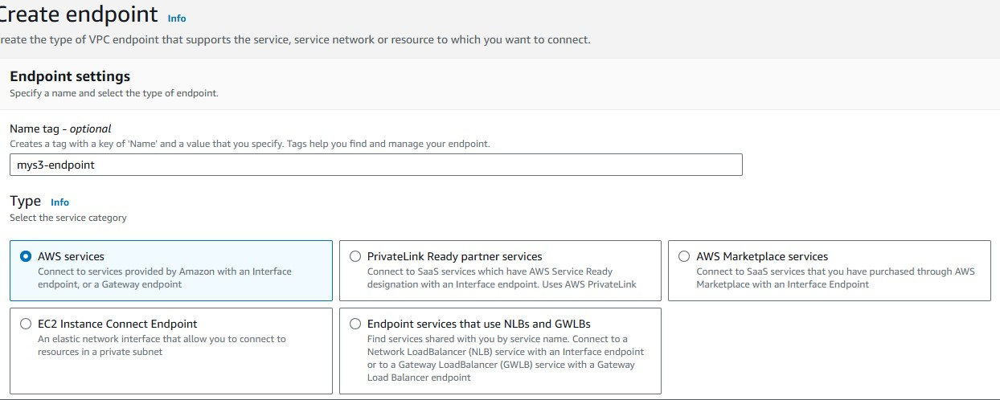 Create endpoint Info
reate the type of VPC endpoint that supports the service, service network or resource to which you want to connect.
Endpoint settings
Specify a name and select the type of endpoint.
Name tag - optional
Creates a tag with a key of 'Name' and a value that you specify. Tags help you find and manage your endpoint.
mys3-endpoint
Type Info
Select the service category
AWS services
Connect to services provided by Amazon with an Interface
endpoint, or a Gateway endpoint
PrivateLink Ready partner services
Connect to SaaS services which have AWS Service Ready
designation with an Interface endpoint. Uses AWS PrivateLink
AWS Marketplace services
Connect to SaaS services that you have purchased through AWS
Marketplace with an Interface Endpoint
EC2 Instance Connect Endpoint
An elastic network interface that allow you to connect to
resources in a private subnet
Endpoint services that use NLBs and GWLBs
Find services shared with you by service name. Connect to a
Network LoadBalancer (NLB) service with an Interface endpoint
or to a Gateway LoadBalancer (GWLB) service with a Gateway
Load Balancer endpoint